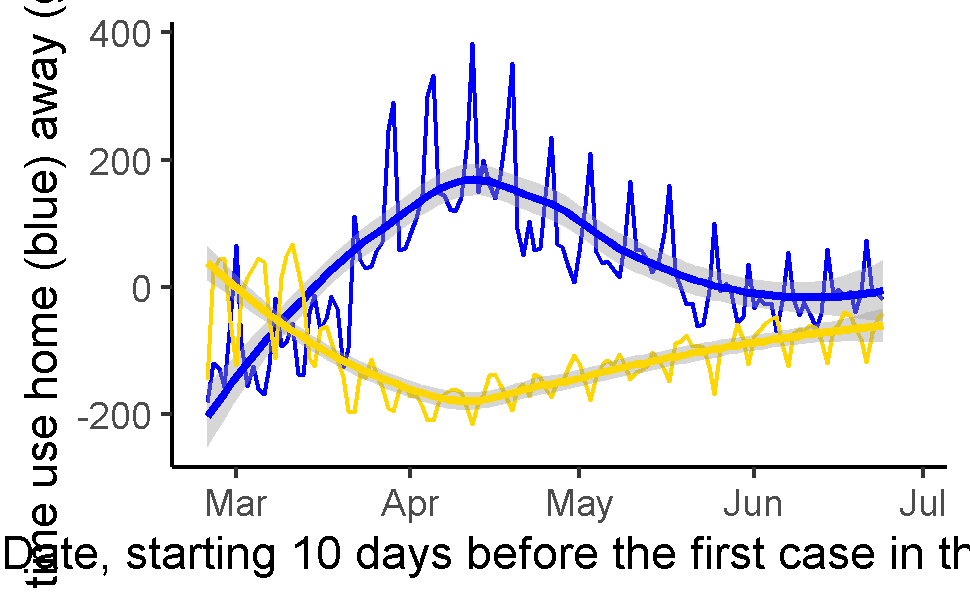 time use home (blue) away (
400
200
0
-200
Mar Apr May Jun Jul
Date, starting 10 days before the first case in th